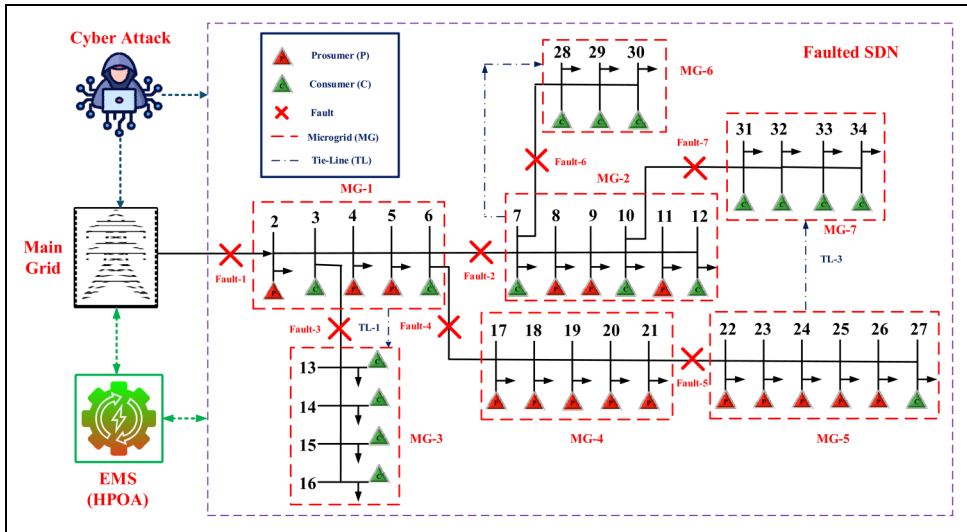 Cyber Attack
Faulted SDN
Prosumer (P)
Consumer (C)
Fault
Microgrid (MG)
Tie-Line (TL)
P
C
28 29 30
MG-6
C C C
Fault-6
Fault-7
31 32 33 34
C C C C
MG-7
MG-1
2 3 4 5 6
P C P P C
MG-2
7 8 9 10 11 12
C P P C P C
Main
Grid
Fault-1
Fault-2
Fault-3
TL-1
Fault-4
TL-3
13
C
14
C
15
C
16
C
MG-3
17 18 19 20 21
P P P P P
MG-4
Fault-5
22 23 24 25 26 27
P P P P P C
MG-5
EMS
(HPOA)